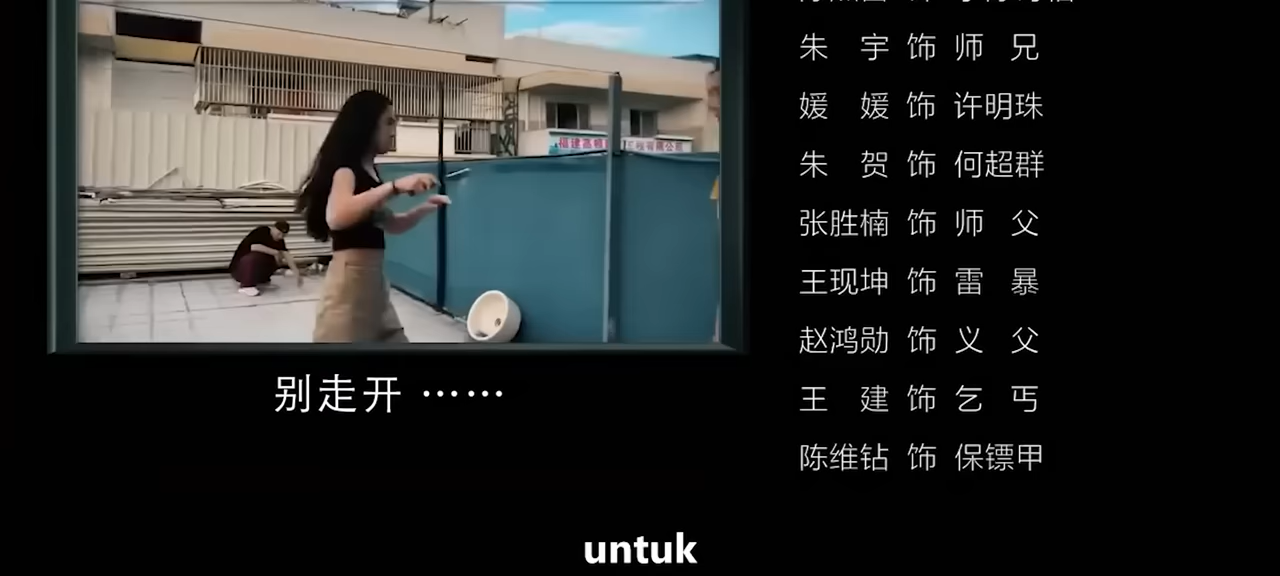 朱 宇 饰 师 兄
媛 媛 饰 许明珠
朱 贺 饰 何超群
张胜楠 饰 师 父
王现坤 饰 雷 暴
赵鸿勋 饰 义 父
王 建 饰 乞 丐
陈维钻 饰 保镖甲
别走开 ……
untuk